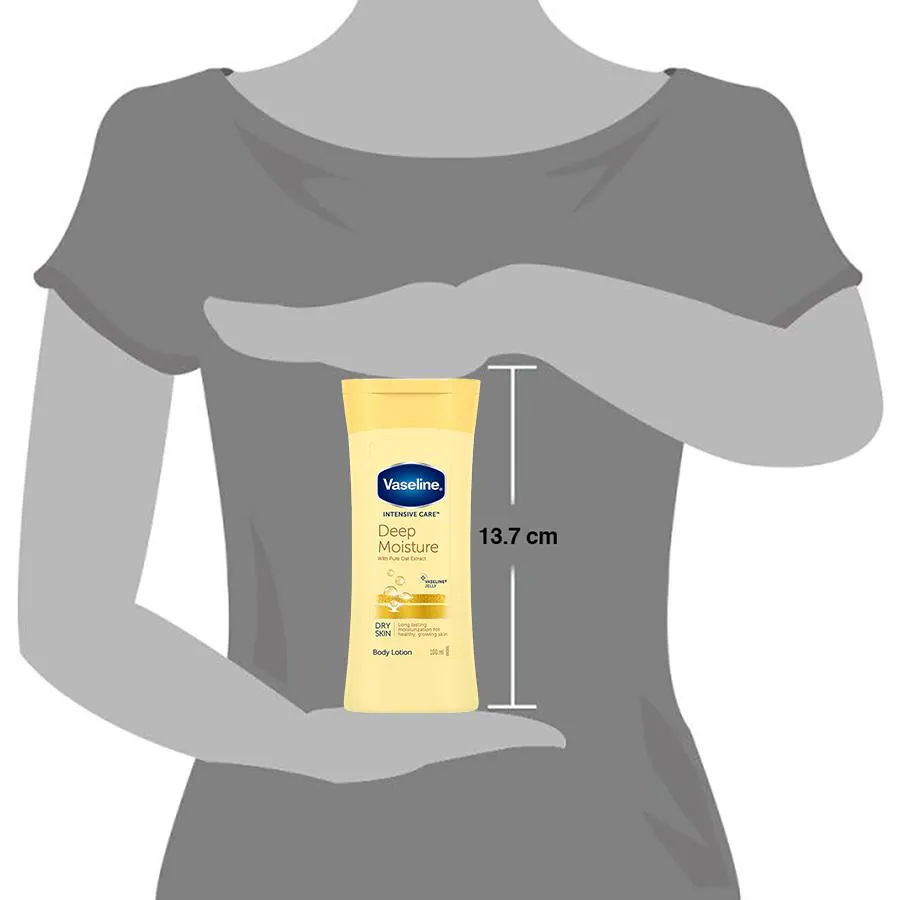 Vaseline®
INTENSIVE CARE™
Deep
Moisture
With Pure Oat Extract
VASELINE®
JELLY
DRY
SKIN
Long lasting
moisturization for
healthy, glowing skin
Body Lotion
100 ml
13.7 cm